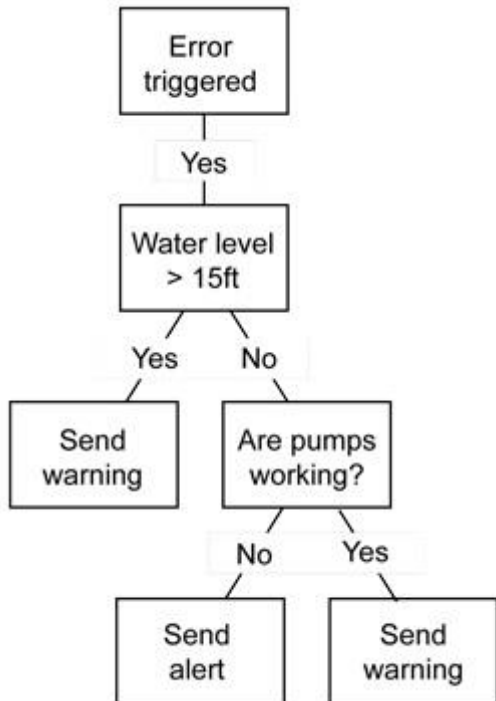 Error
triggered
Yes
Water level
> 15ft
Yes
No
Send
warning
Are pumps
working?
No
Yes
Send
alert
Send
warning